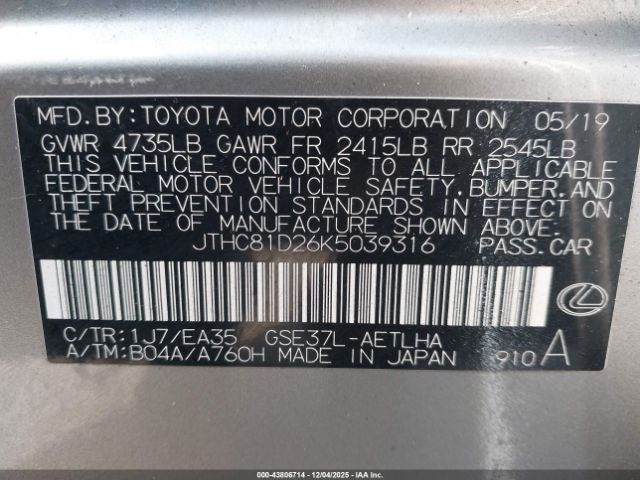 MFD.BY:TOYOTA MOTOR CORPORATION 05/19
GVWR 4735LB GAWR FR 2415LB RR 2545LB
THIS VEHICLE CONFORMS TO ALL APPLICABLE
FEDERAL MOTOR VEHICLE SAFETY,BUMPER,AND
THEFT PREVENTION STANDARDS IN EFFECT ON
THE DATE OF MANUFACTURE SHOWN ABOVE.
JTHC81D26K5039316 PASS.CAR
C/TR:1J7/EA35 GSE37L-AETLHA
A/TM:B04A/A760H MADE IN JAPAN 910 A
000-43806714 - 12/04/2025 - IAAI.COM